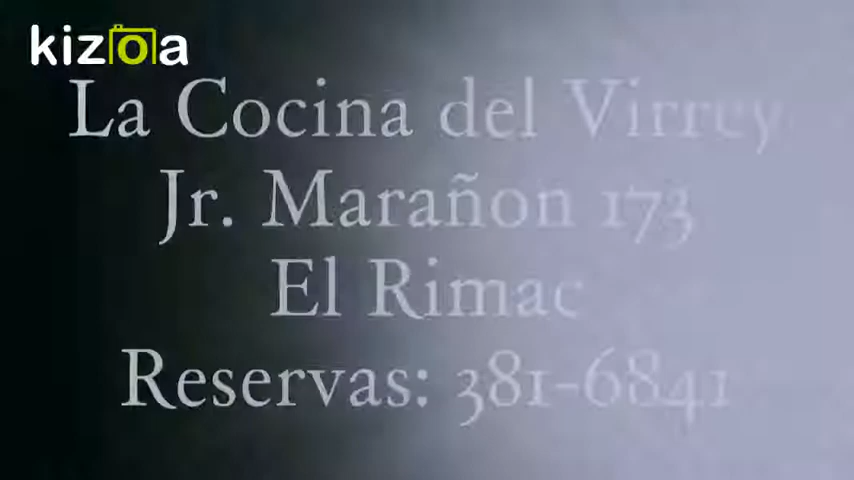 kizoa
La Cocina del Virrey
Jr. Marañon 173
El Rimac
Reservas: 381-6841